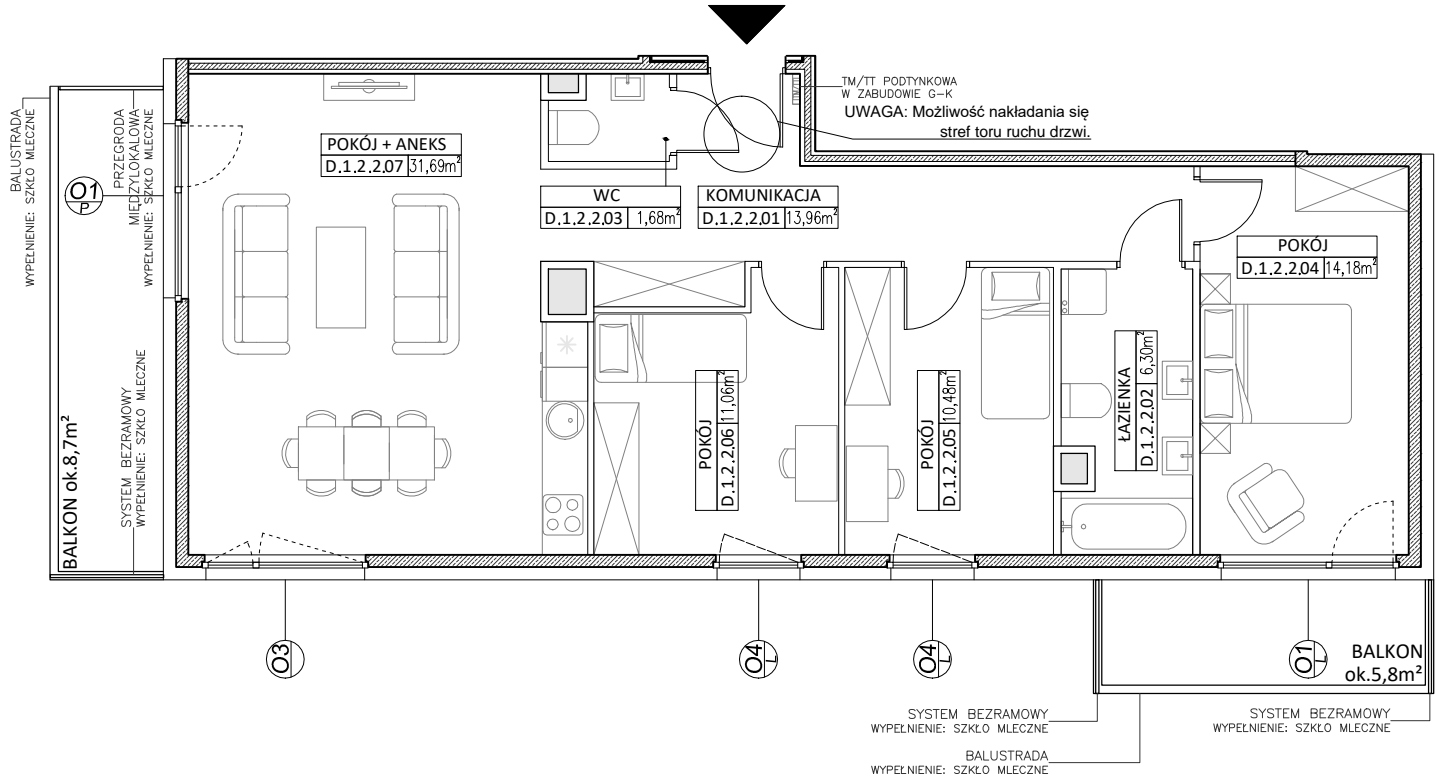 TM/TT PODTYNKOWA
W ZABUDOWIE G-K
TM/TT
UWAGA: Możliwość nakładania się
stref toru ruchu drzwi.
BALUSTRADA
WYPEŁNIENIE: SZKŁO MLECZNE
PRZEGRODA
MIĘDZYLOKALOWA
WYPEŁNIENIE: SZKŁO MLECZNE
O1
P
POKÓJ + ANEKS
D.1.2.2.07 31,69m²
WC
D.1.2.2.03 1,68m²
KOMUNIKACJA
D.1.2.2.01 13,96m²
POKÓJ
D.1.2.2.04 14,18m²
SYSTEM BEZRAMOWY
WYPEŁNIENIE: SZKŁO MLECZNE
BALKON ok.8,7m²
POKÓJ
D.1.2.2.06 11,06m²
POKÓJ
D.1.2.2.05 10,48m²
ŁAZIENKA
D.1.2.2.02 6,30m²
O3
O4
L
O4
L
O1
L
BALKON
ok.5,8m²
SYSTEM BEZRAMOWY
WYPEŁNIENIE: SZKŁO MLECZNE
SYSTEM BEZRAMOWY
WYPEŁNIENIE: SZKŁO MLECZNE
BALUSTRADA
WYPEŁNIENIE: SZKŁO MLECZNE